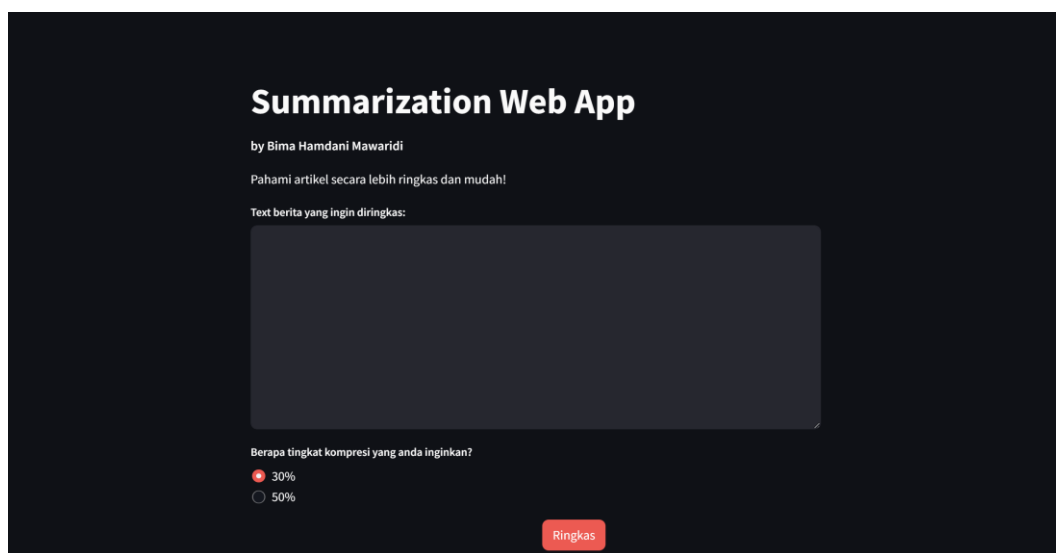 Summarization Web App
by Bima Hamdani Mawaridi
Pahami artikel secara lebih ringkas dan mudah!
Text berita yang ingin diringkas:
Berapa tingkat kompresi yang anda inginkan?
30%
50%
Ringkas